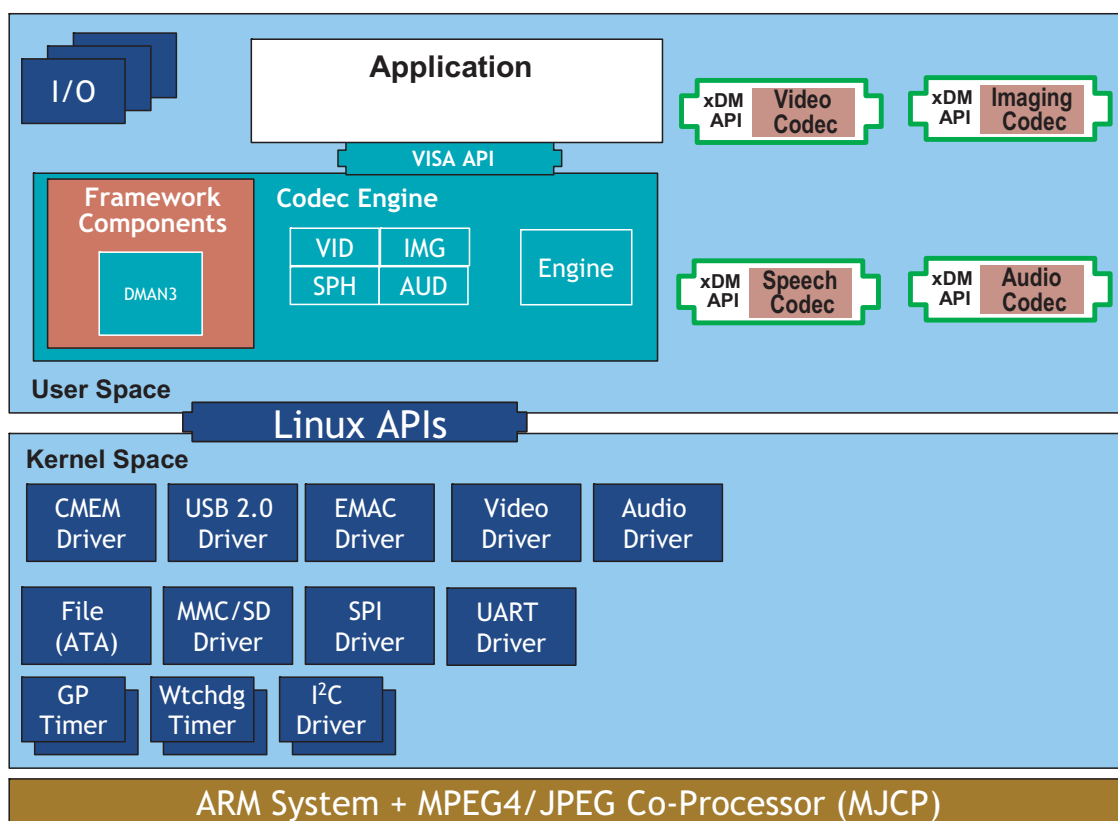 I/O
Application
VISA API
xDM
API
Video
Codec
xDM
API
Imaging
Codec
Framework
Components
DMAN3
Codec Engine
VID
IMG
SPH
AUD
Engine
xDM
API
Speech
Codec
xDM
API
Audio
Codec
User Space
Linux APIs
Kernel Space
CMEM
Driver
USB 2.0
Driver
EMAC
Driver
Video
Driver
Audio
Driver
File
(ATA)
MMC/SD
Driver
SPI
Driver
UART
Driver
GP
Timer
Wtchdg
Timer
I²C
Driver
ARM System + MPEG4/JPEG Co-Processor (MJCP)